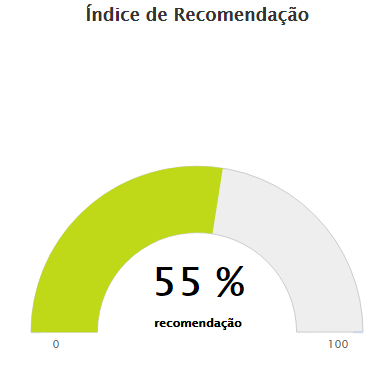 Índice de Recomendação
55 %
recomendação
0
100